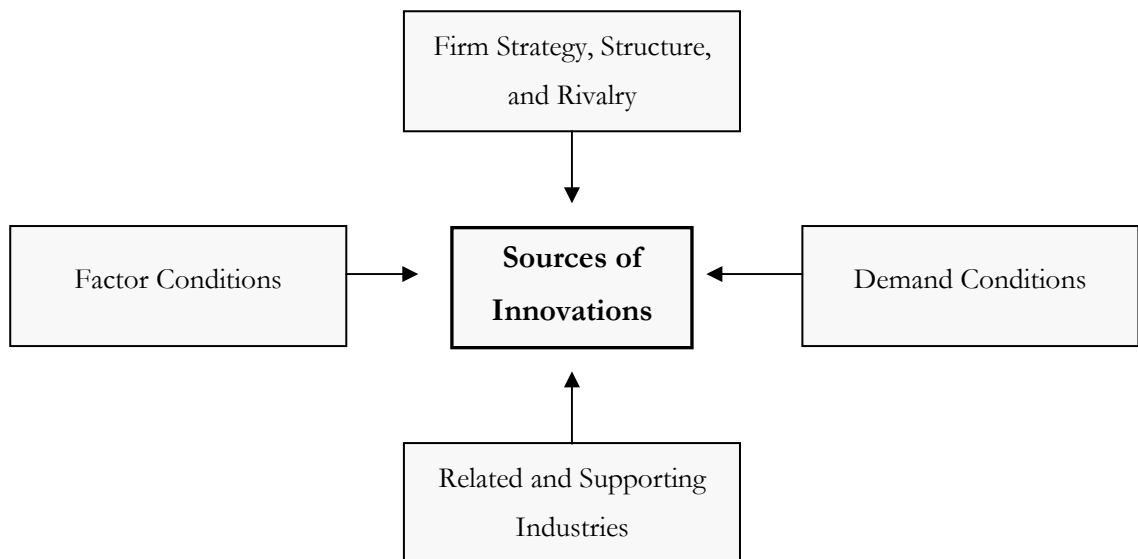 Firm Strategy, Structure,
and Rivalry
Factor Conditions
Sources of
Innovations
Demand Conditions
Related and Supporting
Industries